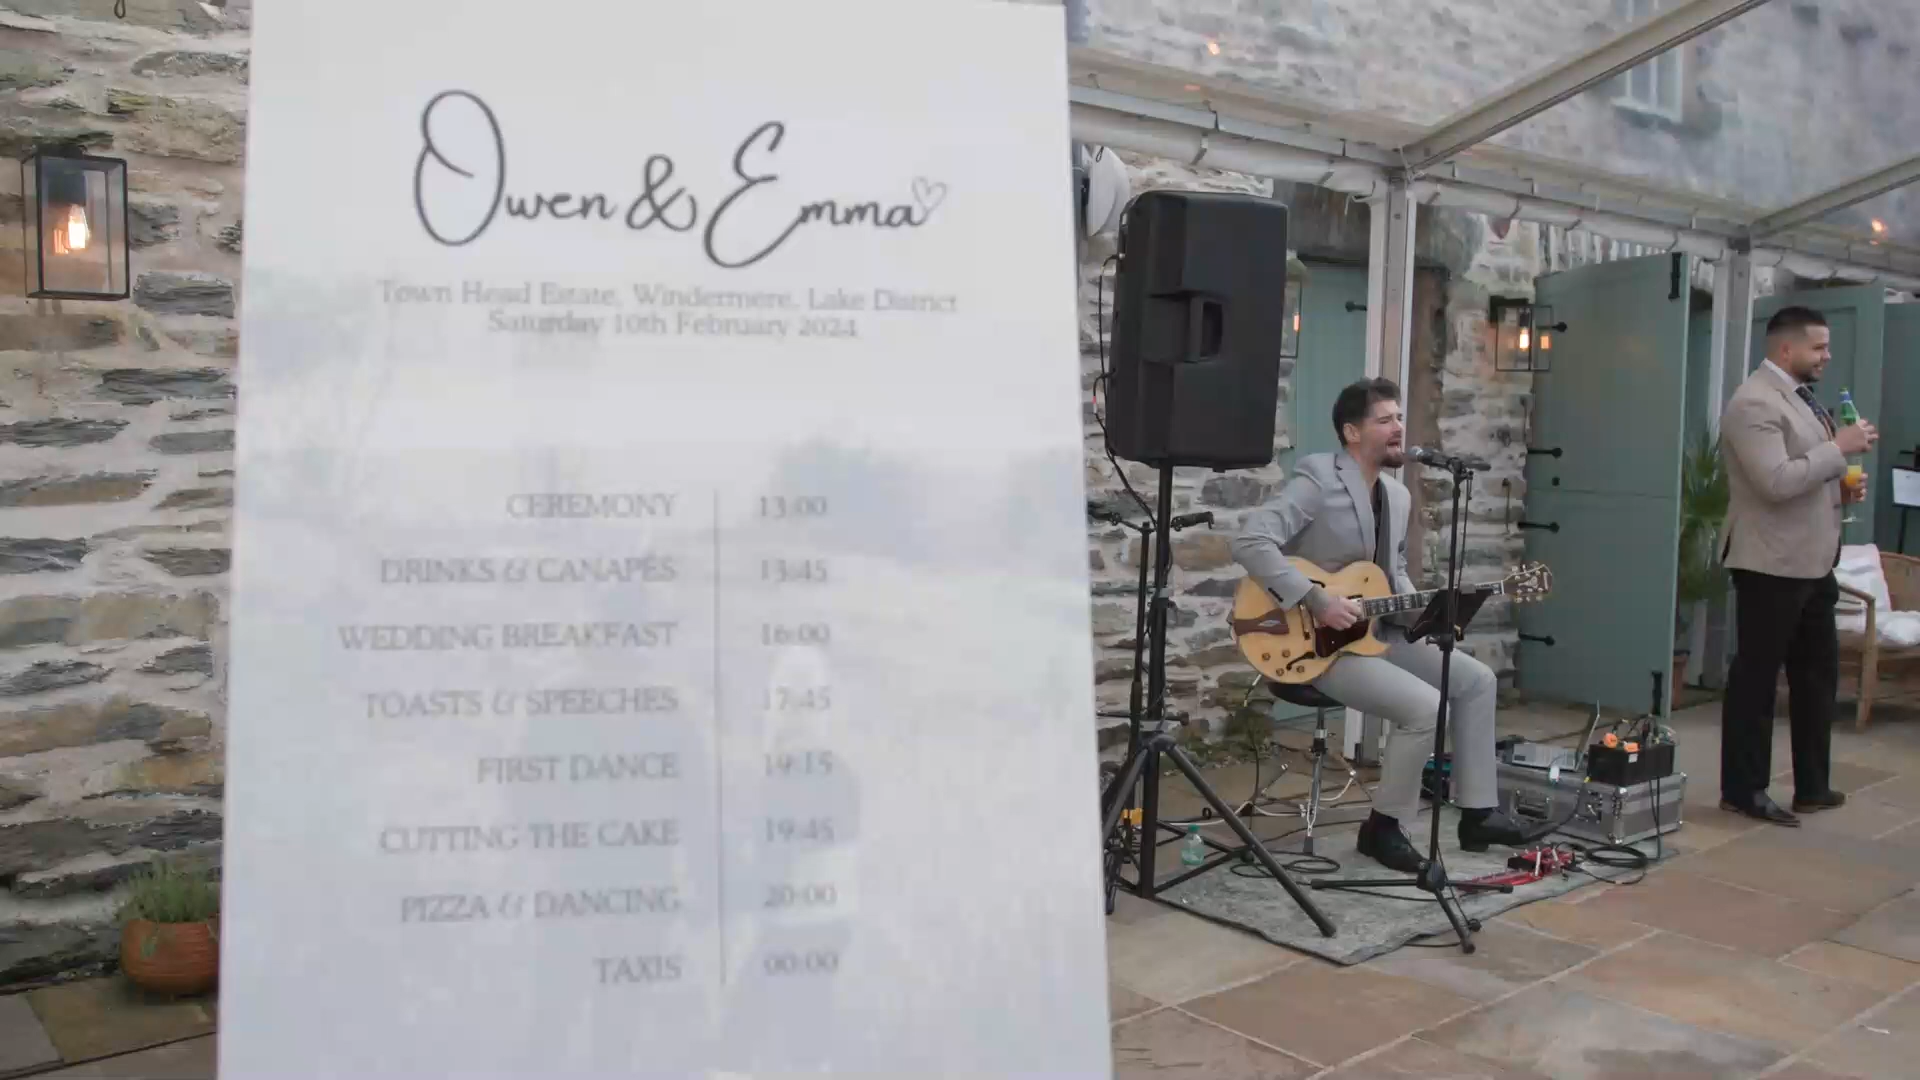 Owen & Emma
Town Head Estate, Windermere, Lake District
Saturday 10th February 2024
CEREMONY 13:00
DRINKS & CANAPÉS 13:45
WEDDING BREAKFAST 16:00
TOASTS & SPEECHES 17:45
FIRST DANCE 19:15
CUTTING THE CAKE 19:45
PIZZA & DANCING 20:00
TAXIS 00:00